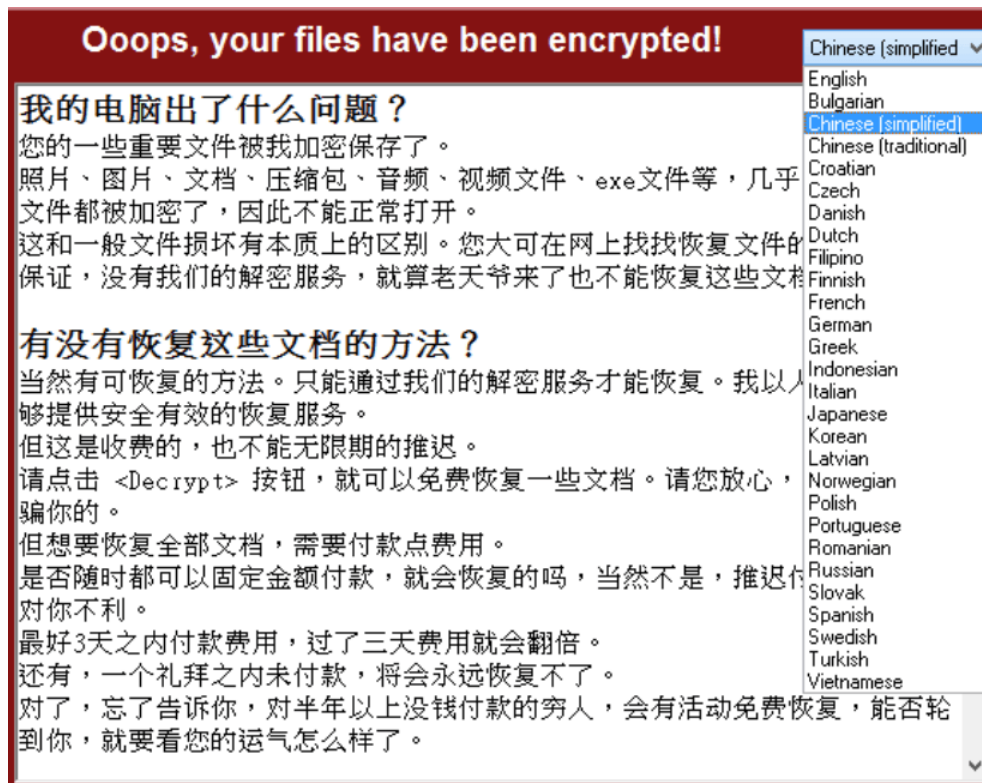 Ooops, your files have been encrypted!
Chinese (simplified
我的电脑出了什么问题？
您的一些重要文件被我加密保存了。
照片、图片、文档、压缩包、音频、视频文件、exe文件等，几乎
文件都被加密了，因此不能正常打开。
这和一般文件损坏有本质上的区别。您大可在网上找找恢复文件的
保证，没有我们的解密服务，就算老天爷来了也不能恢复这些文档
有没有恢复这些文档的方法？
当然有可恢复的方法。只能通过我们的解密服务才能恢复。我以人
够提供安全有效的恢复服务。
但这是收费的，也不能无限期的推迟。
请点击 <Decrypt> 按钮，就可以免费恢复一些文档。请您放心，
骗你的。
但想要恢复全部文档，需要付款点费用。
是否随时都可以固定金额付款，就会恢复的吗，当然不是，推迟付
对你不利。
最好3天之内付款费用，过了三天费用就会翻倍。
还有，一个礼拜之内未付款，将会永远恢复不了。
对了，忘了告诉你，对半年以上没钱付款的穷人，会有活动免费恢复，能否轮
到你，就要看您的运气怎么样了。
English
Bulgarian
Chinese (simplified)
Chinese (traditional)
Croatian
Czech
Danish
Dutch
Filipino
Finnish
French
German
Greek
Indonesian
Italian
Japanese
Korean
Latvian
Norwegian
Polish
Portuguese
Romanian
Russian
Slovak
Spanish
Swedish
Turkish
Vietnamese